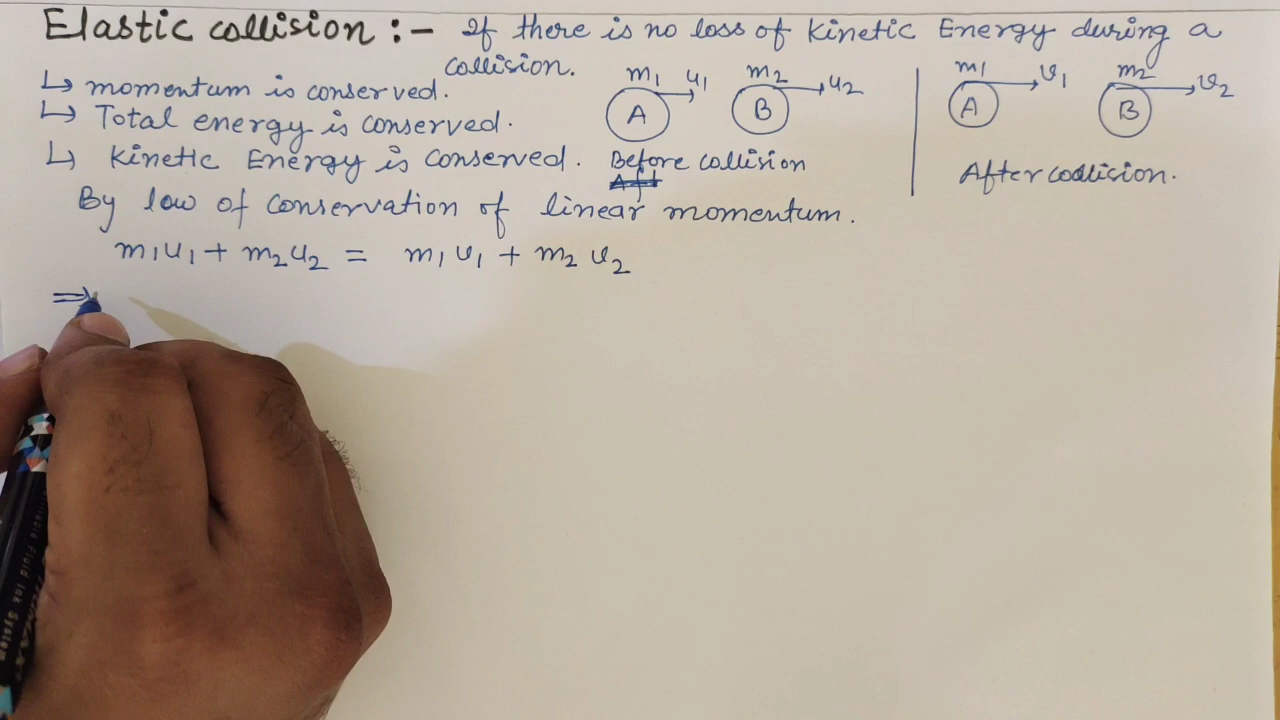 Elastic collision :- If there is no loss of Kinetic Energy during a
collision.
↳ momentum is conserved.
↳ Total energy is conserved.
↳ Kinetic Energy is conserved.
m1 u1 m2 u2
A B
Before collision
Aft
m1 v1 m2 v2
A B
After collision.
By law of conservation of linear momentum.
m1u1 + m2u2 = m1v1 + m2v2
⇒